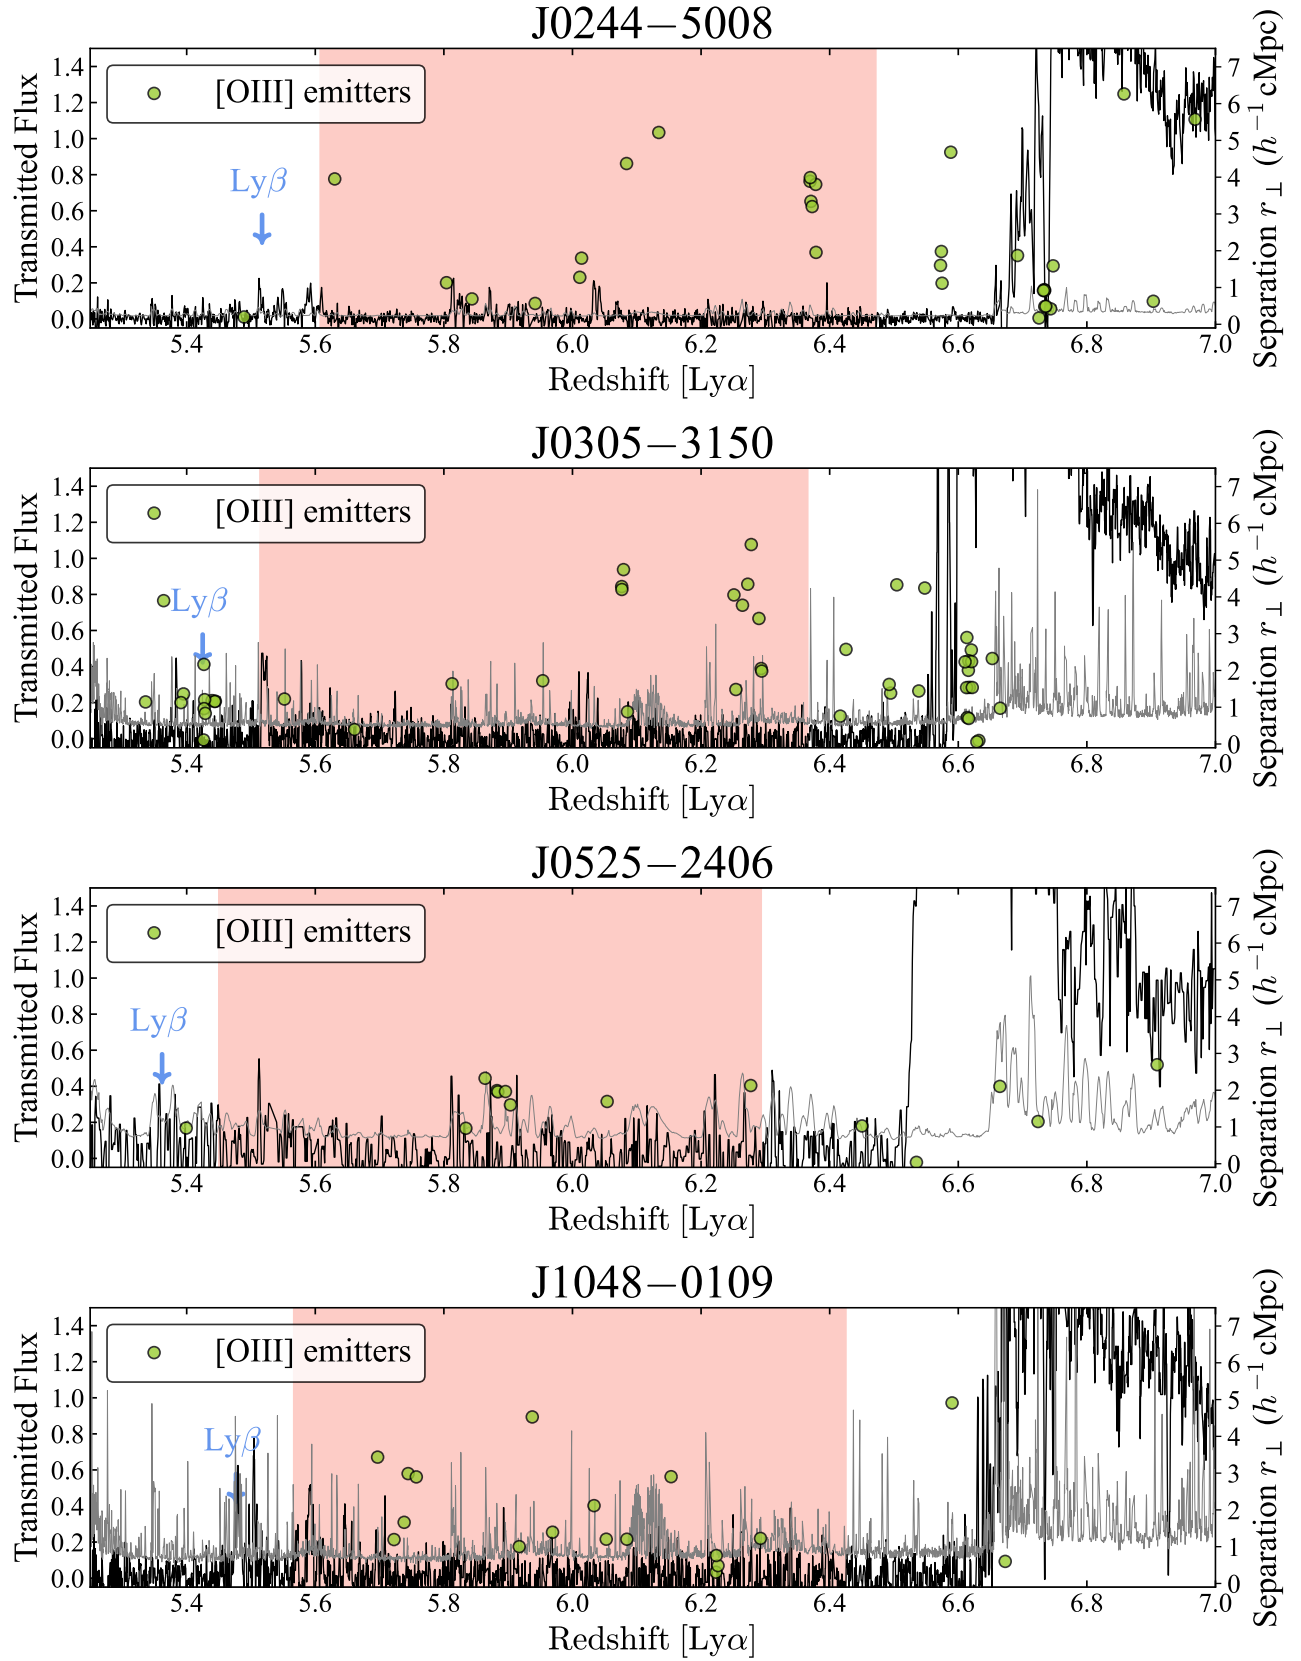 J0244−5008
Transmitted Flux
1.4
1.2
1.0
0.8
0.6
0.4
0.2
0.0
[OIII] emitters
Lyβ
7
6
5
4
3
2
1
0
Separation r⊥ (h⁻¹ cMpc)
5.4 5.6 5.8 6.0 6.2 6.4 6.6 6.8 7.0
Redshift [Lyα]
J0305−3150
Transmitted Flux
1.4
1.2
1.0
0.8
0.6
0.4
0.2
0.0
[OIII] emitters
Lyβ
7
6
5
4
3
2
1
0
Separation r⊥ (h⁻¹ cMpc)
5.4 5.6 5.8 6.0 6.2 6.4 6.6 6.8 7.0
Redshift [Lyα]
J0525−2406
Transmitted Flux
1.4
1.2
1.0
0.8
0.6
0.4
0.2
0.0
[OIII] emitters
Lyβ
7
6
5
4
3
2
1
0
Separation r⊥ (h⁻¹ cMpc)
5.4 5.6 5.8 6.0 6.2 6.4 6.6 6.8 7.0
Redshift [Lyα]
J1048−0109
Transmitted Flux
1.4
1.2
1.0
0.8
0.6
0.4
0.2
0.0
[OIII] emitters
Lyβ
7
6
5
4
3
2
1
0
Separation r⊥ (h⁻¹ cMpc)
5.4 5.6 5.8 6.0 6.2 6.4 6.6 6.8 7.0
Redshift [Lyα]